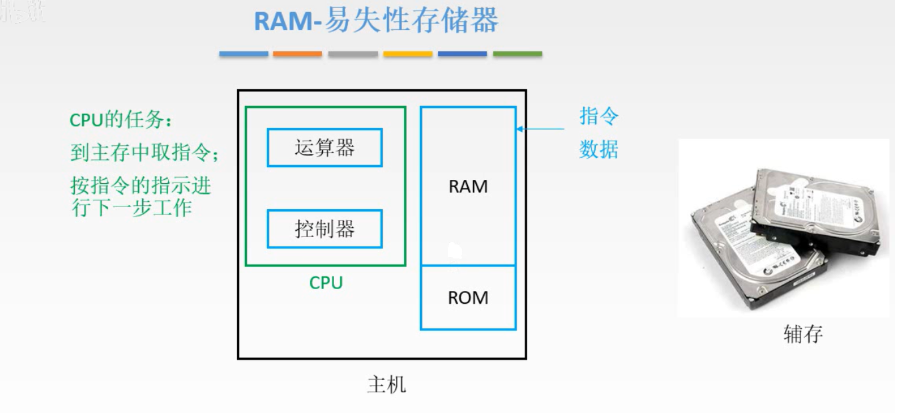 RAM-易失性存储器
CPU的任务：
到主存中取指令；
按指令的指示进
行下一步工作
运算器
控制器
CPU
RAM
ROM
指令
数据
主机
辅存